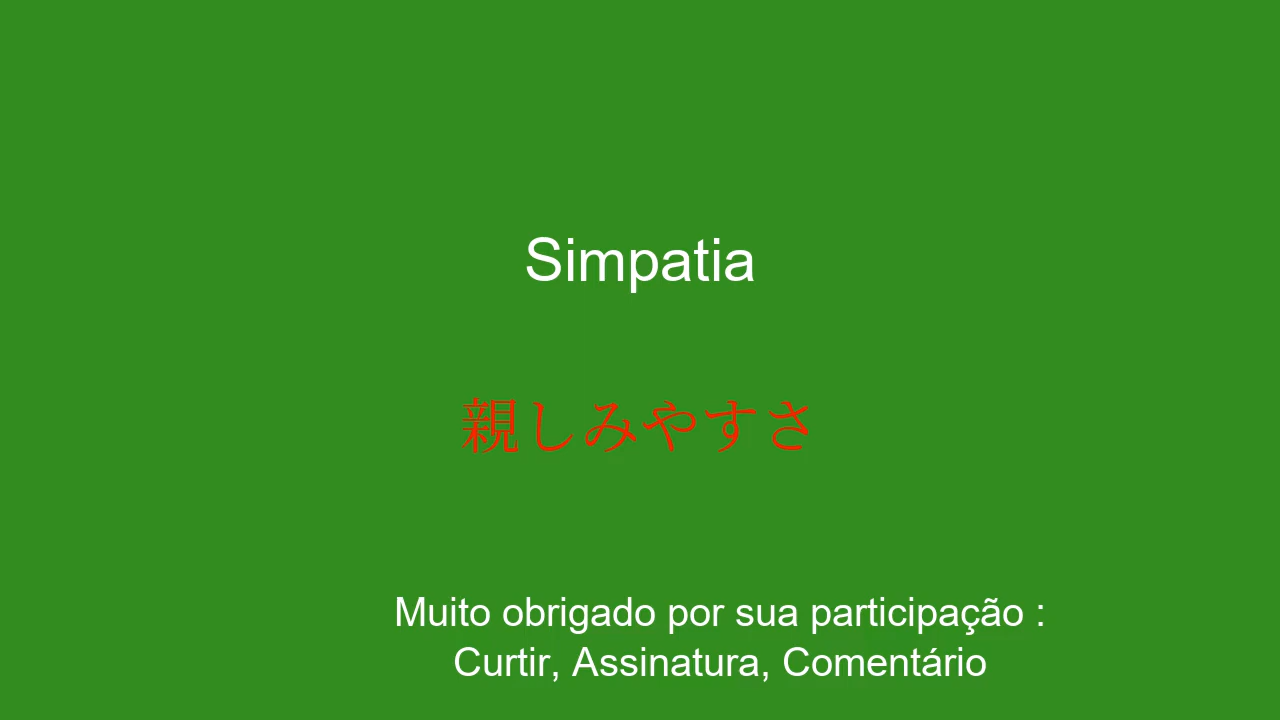 Simpatia
親しみやすさ
Muito obrigado por sua participação :
Curtir, Assinatura, Comentário